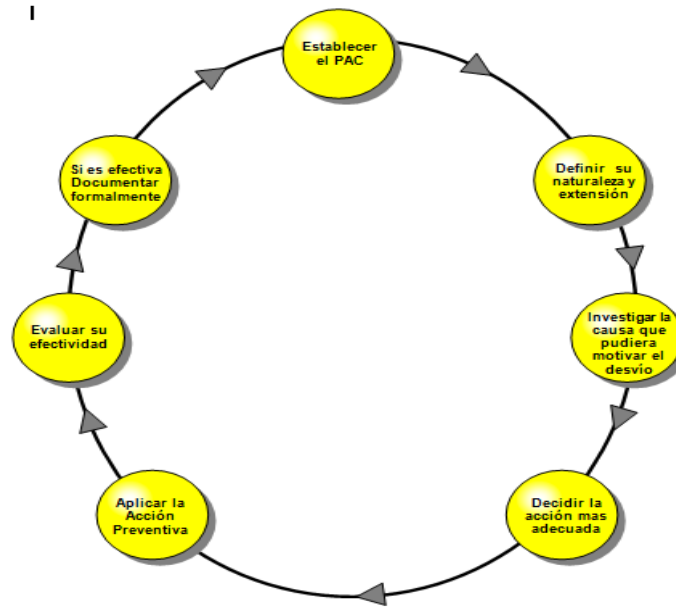 I
Establecer
el PAC
Definir su
naturaleza y
extensión
Investigar la
causa que
pudiera
motivar el
desvío
Decidir la
acción mas
adecuada
Aplicar la
Acción
Preventiva
Evaluar su
efectividad
Si es efectiva
Documentar
formalmente